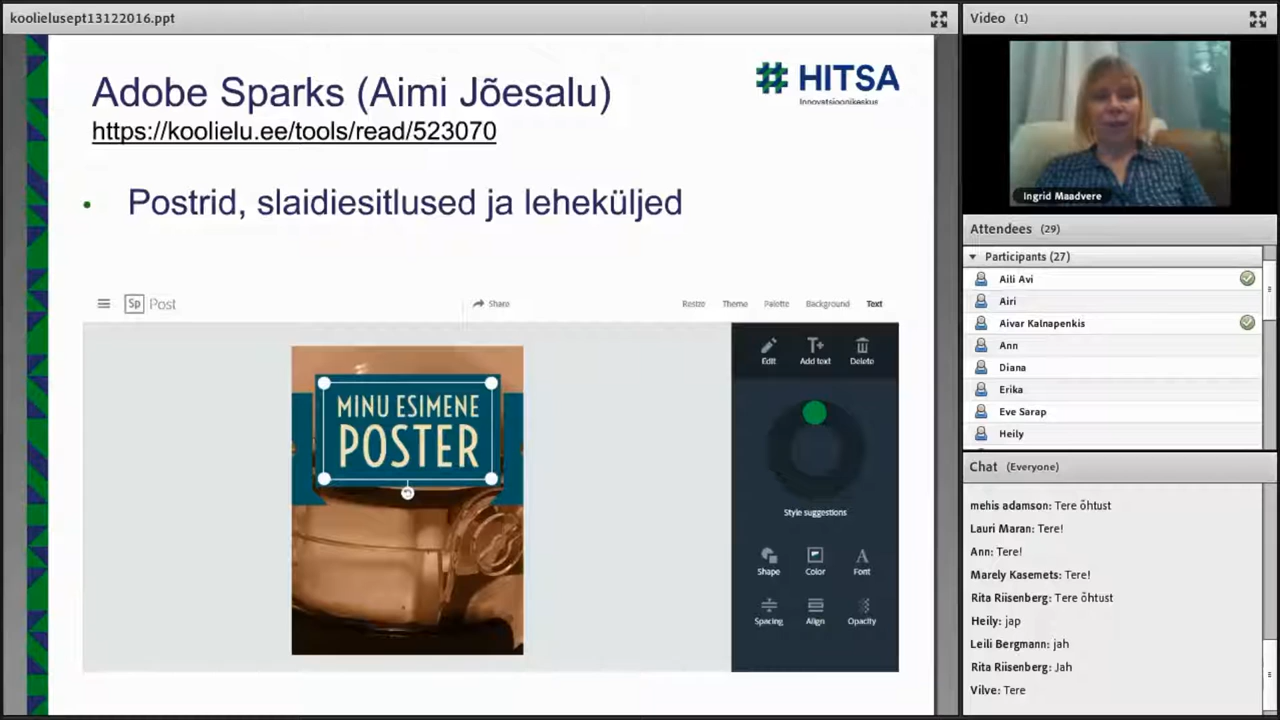 koolielusept13122016.ppt
Adobe Sparks (Aimi Jõesalu)
https://koolielu.ee/tools/read/523070
HITSA
Innovatsioonikeskus
• Postrid, slaidiesitlused ja leheküljed
Sp Post
Share
Resize Theme Palette Background Text
MINU ESIMENE
POSTER
Edit Add text Delete
Style suggestions
Shape Color Font
Spacing Align Opacity
Video (1)
Ingrid Maadvere
Attendees (29)
Participants (27)
Aili Avi
Airi
Aivar Kalnapenkis
Ann
Diana
Erika
Eve Sarap
Heily
Chat (Everyone)
mehis adamson: Tere õhtust
Lauri Maran: Tere!
Ann: Tere!
Marely Kasemets: Tere!
Rita Riisenberg: Tere õhtust
Heily: jap
Leili Bergmann: jah
Rita Riisenberg: Jah
Vilve: Tere